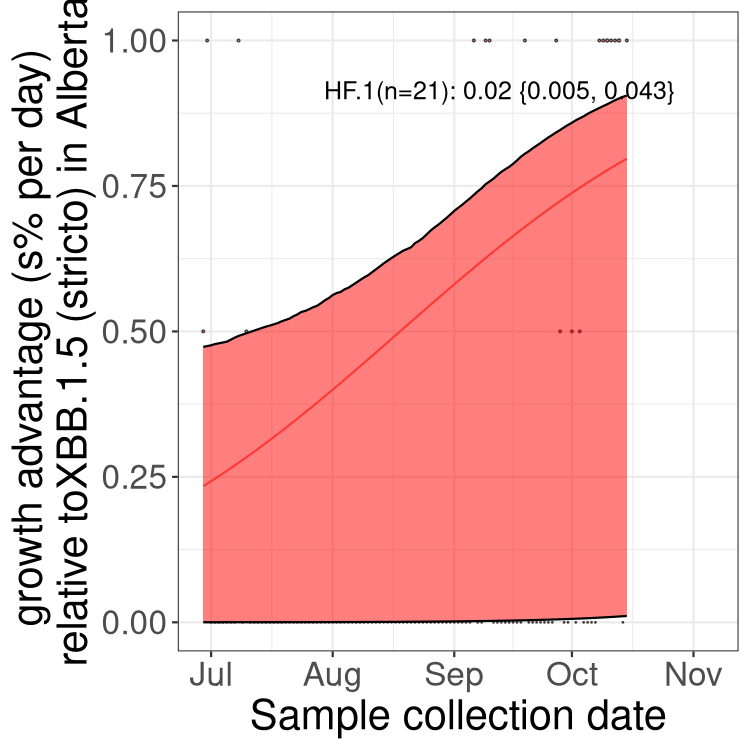 growth advantage (s% per day)
relative toXBB.1.5 (stricto) in Alberta
1.00
0.75
0.50
0.25
0.00
HF.1(n=21): 0.02 {0.005, 0.043}
Jul Aug Sep Oct Nov
Sample collection date